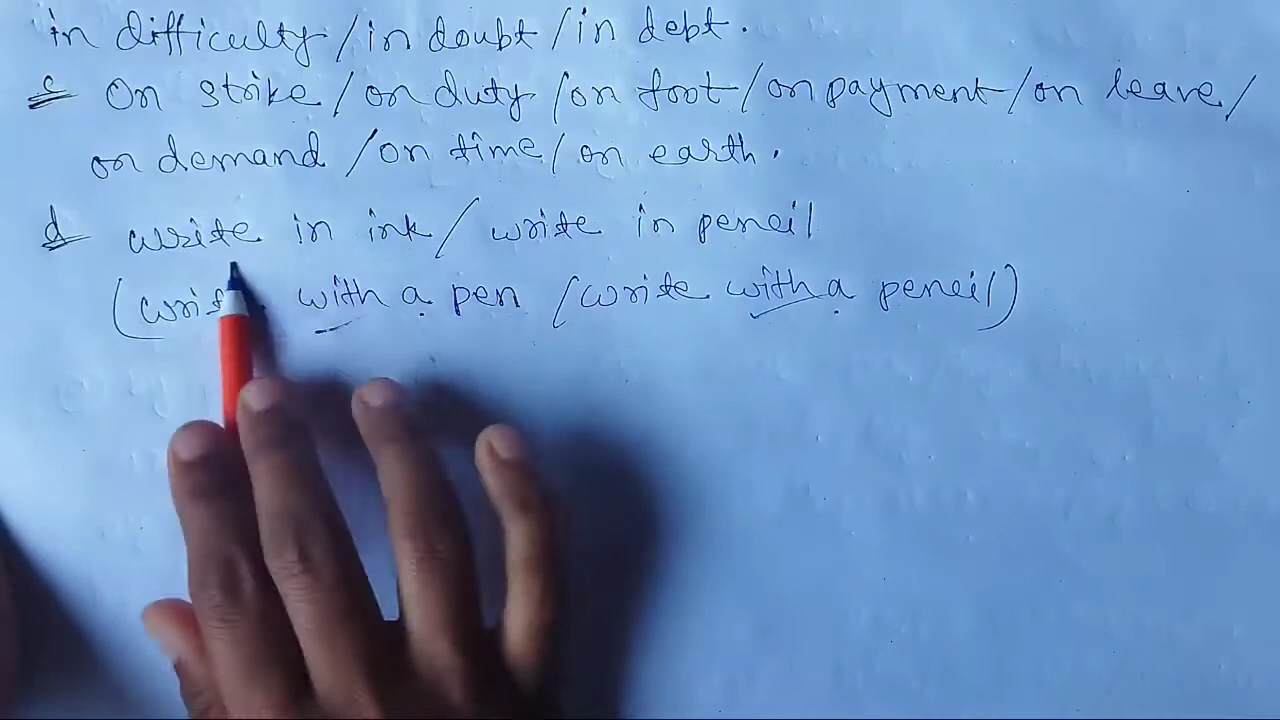 in difficulty/in doubt/in debt.
c On strike/on duty/on foot/on payment/on leave/
on demand/on time/on earth.
d write in ink/write in pencil
(write with a pen/write with a pencil)